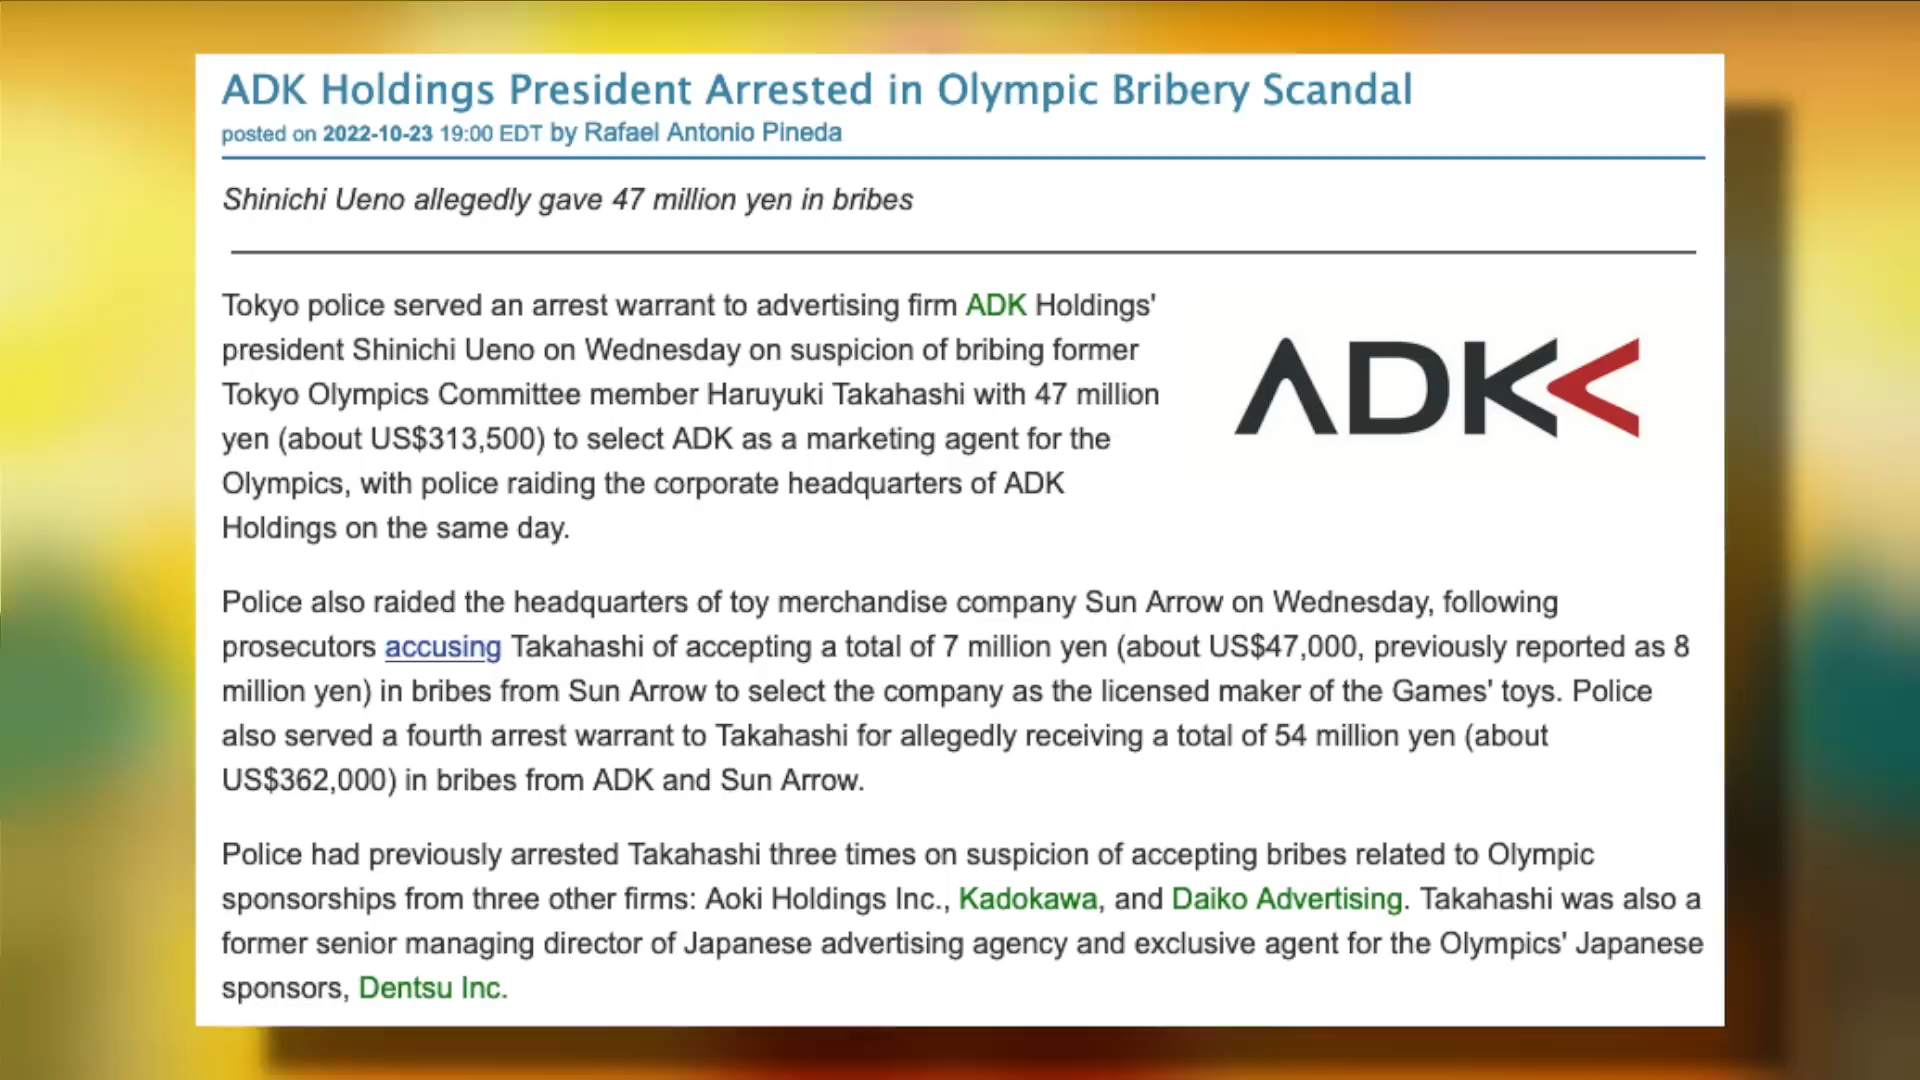 ADK Holdings President Arrested in Olympic Bribery Scandal
posted on 2022-10-23 19:00 EDT by Rafael Antonio Pineda
Shinichi Ueno allegedly gave 47 million yen in bribes
Tokyo police served an arrest warrant to advertising firm ADK Holdings'
president Shinichi Ueno on Wednesday on suspicion of bribing former
Tokyo Olympics Committee member Haruyuki Takahashi with 47 million
yen (about US$313,500) to select ADK as a marketing agent for the
Olympics, with police raiding the corporate headquarters of ADK
Holdings on the same day.
ADK
Police also raided the headquarters of toy merchandise company Sun Arrow on Wednesday, following
prosecutors accusing Takahashi of accepting a total of 7 million yen (about US$47,000, previously reported as 8
million yen) in bribes from Sun Arrow to select the company as the licensed maker of the Games' toys. Police
also served a fourth arrest warrant to Takahashi for allegedly receiving a total of 54 million yen (about
US$362,000) in bribes from ADK and Sun Arrow.
Police had previously arrested Takahashi three times on suspicion of accepting bribes related to Olympic
sponsorships from three other firms: Aoki Holdings Inc., Kadokawa, and Daiko Advertising. Takahashi was also a
former senior managing director of Japanese advertising agency and exclusive agent for the Olympics' Japanese
sponsors, Dentsu Inc.